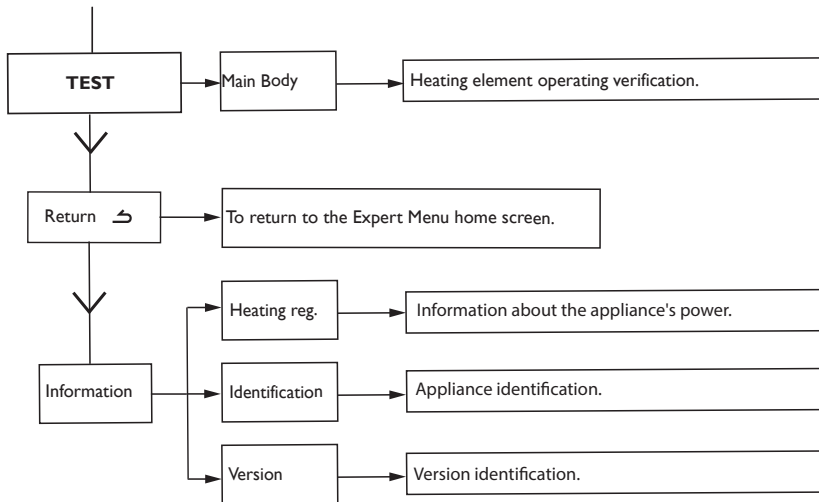 TEST
Main Body
Heating element operating verification.
Return
To return to the Expert Menu home screen.
Information
Heating reg.
Information about the appliance's power.
Identification
Appliance identification.
Version
Version identification.